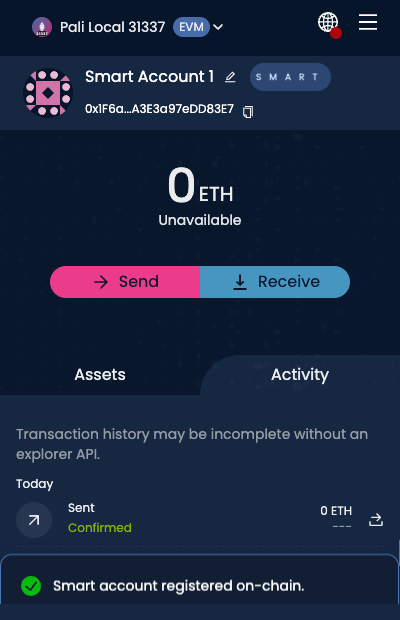 Pali Local 31337 EVM
Smart Account 1 SMART
0x1F6a...A3E3a97eDD83E7
0 ETH
Unavailable
Send Receive
Assets Activity
Transaction history may be incomplete without an
explorer API.
Today
Sent 0 ETH
Confirmed ---
Smart account registered on-chain.